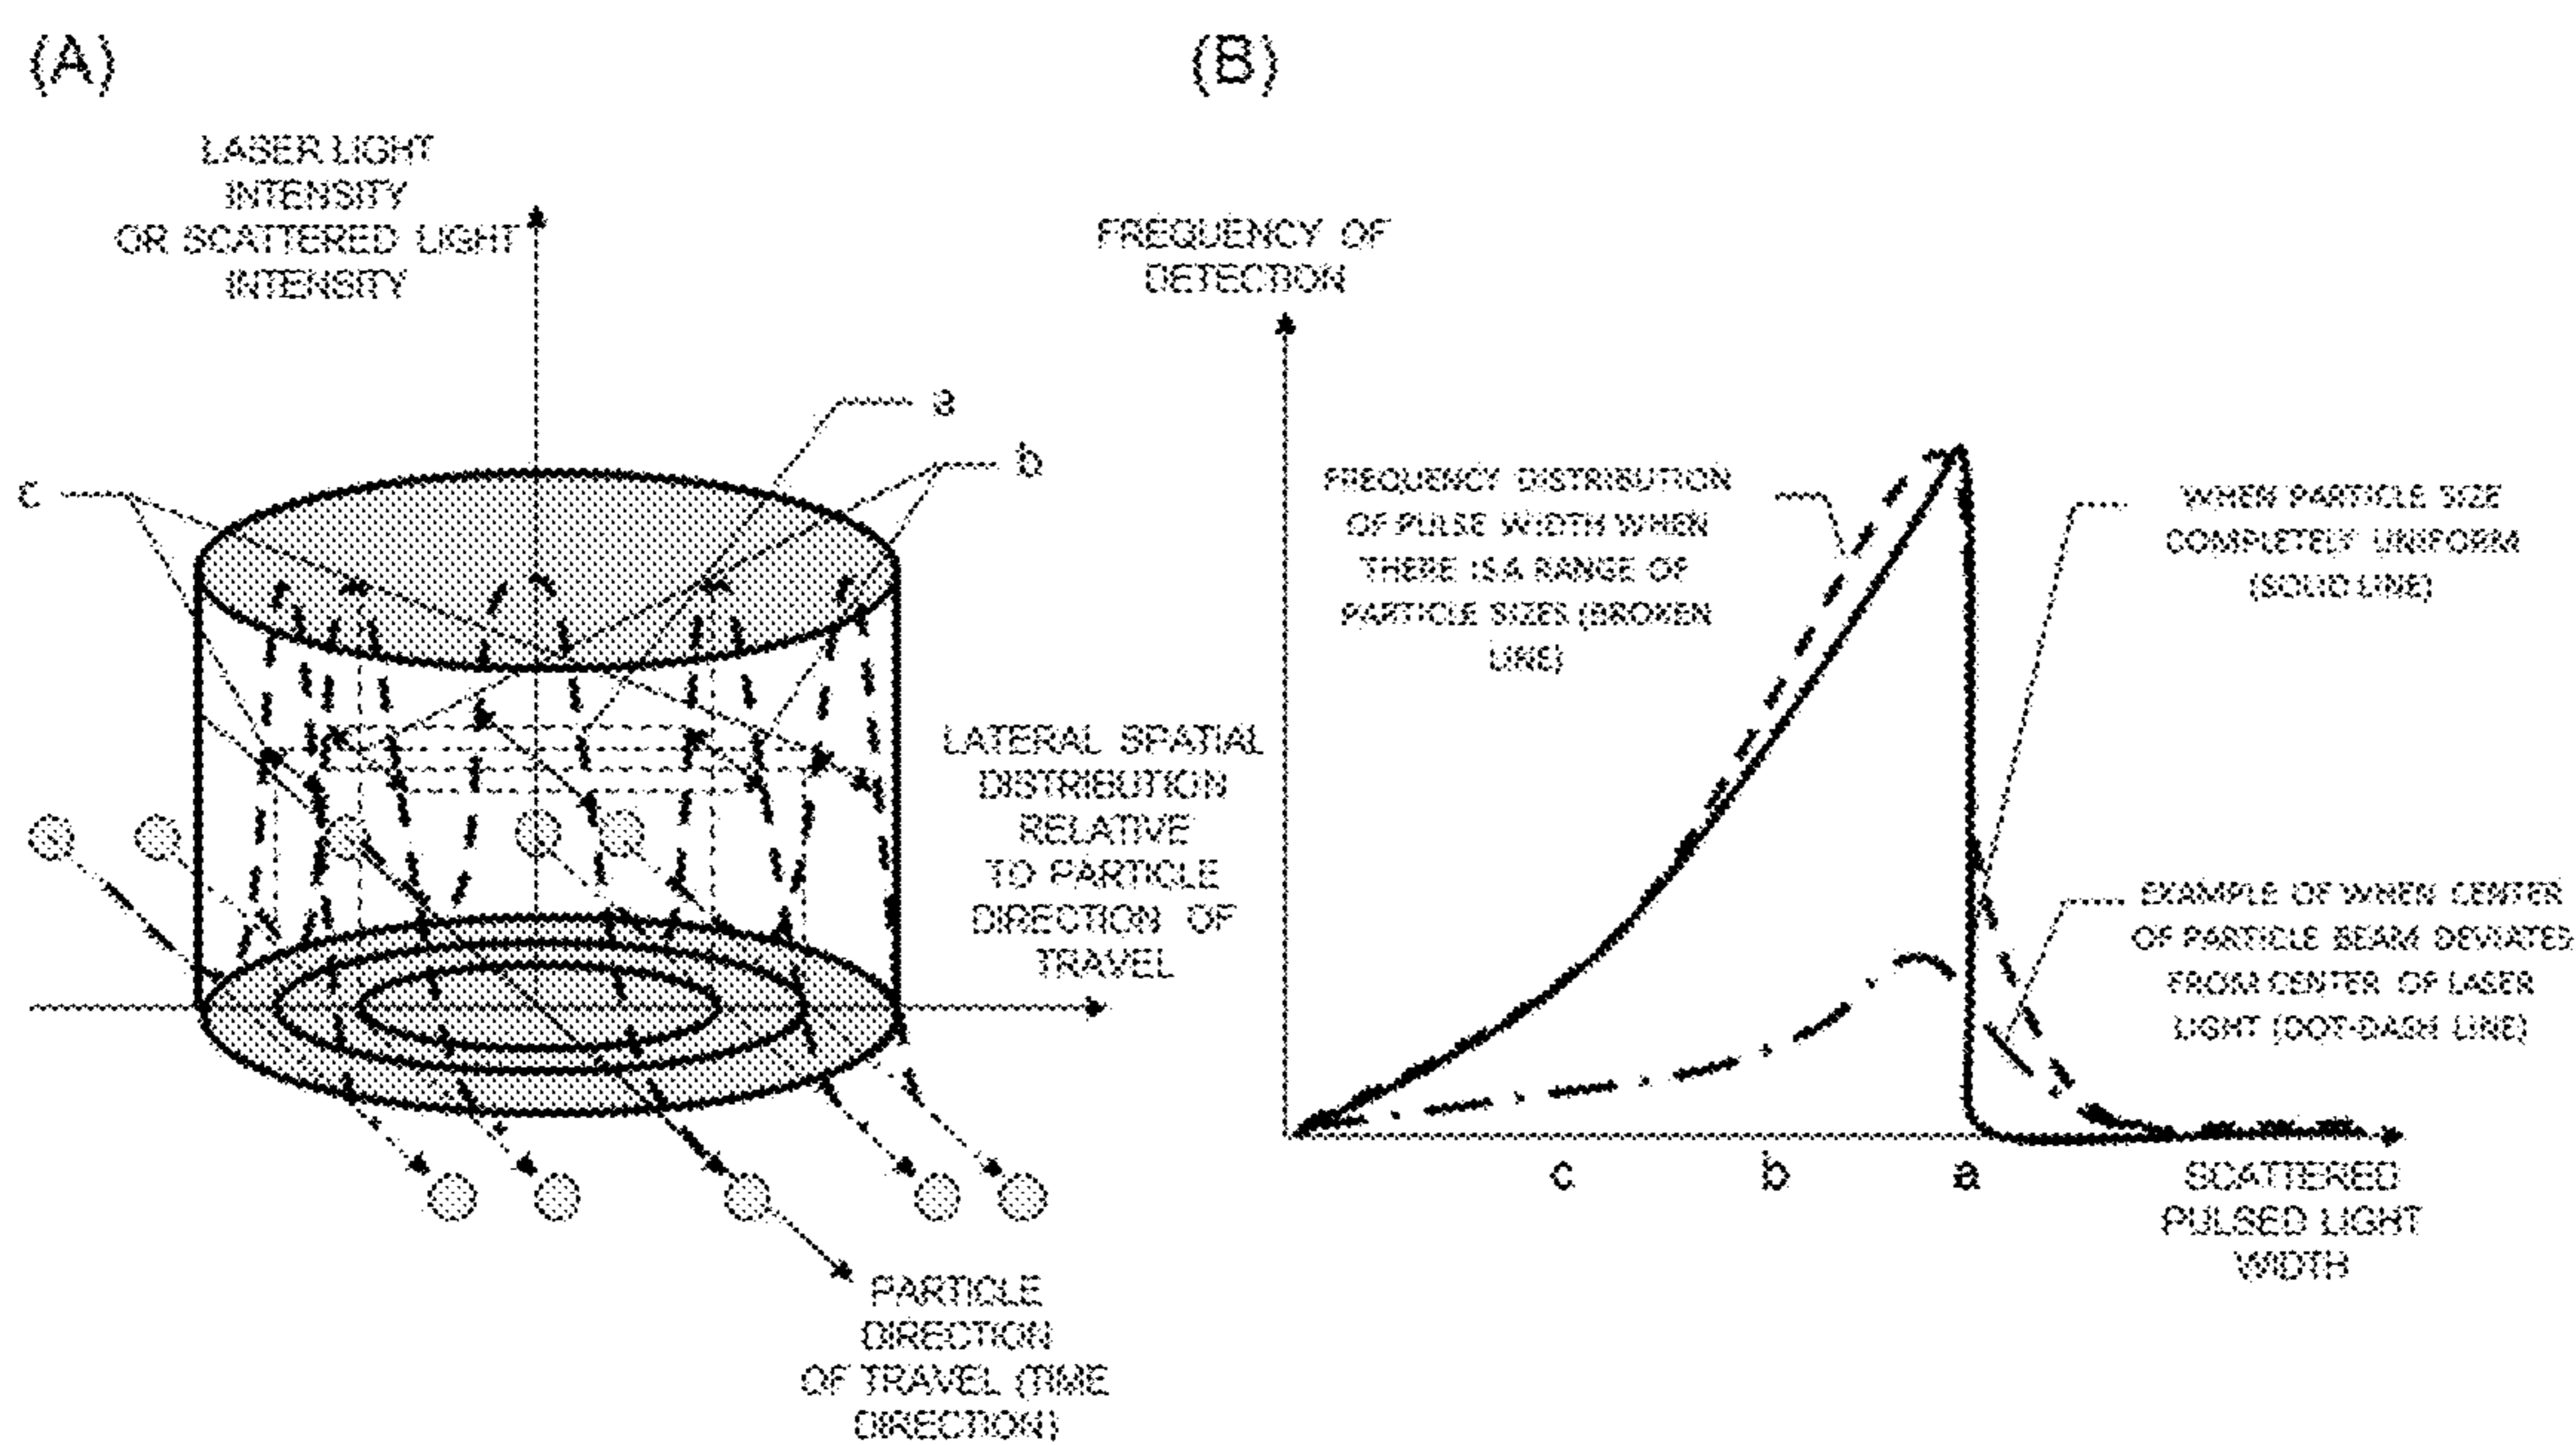 (A)
LASER LIGHT
INTENSITY
OR SCATTERED LIGHT
INTENSITY
a
b
c
LATERAL SPATIAL
DISTRIBUTION
RELATIVE
TO PARTICLE
DIRECTION OF
TRAVEL
PARTICLE
DIRECTION
OF TRAVEL (TIME
DIRECTION)
(B)
FREQUENCY OF
DETECTION
FREQUENCY DISTRIBUTION
OF PULSE WIDTH WHEN
THERE IS A RANGE OF
PARTICLE SIZES (BROKEN
LINE)
WHEN PARTICLE SIZE
COMPLETELY UNIFORM
(SOLID LINE)
EXAMPLE OF WHEN CENTER
OF PARTICLE BEAM DEVIATED
FROM CENTER OF LASER
LIGHT (DOT-DASH LINE)
c b a
SCATTERED
PULSED LIGHT
WIDTH